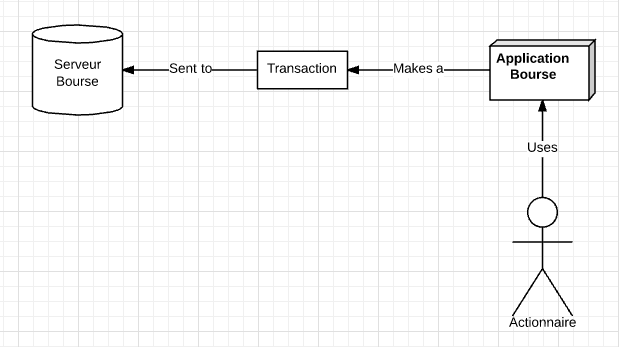 Serveur
Bourse
Sent to
Transaction
Makes a
Application
Bourse
Uses
Actionnaire